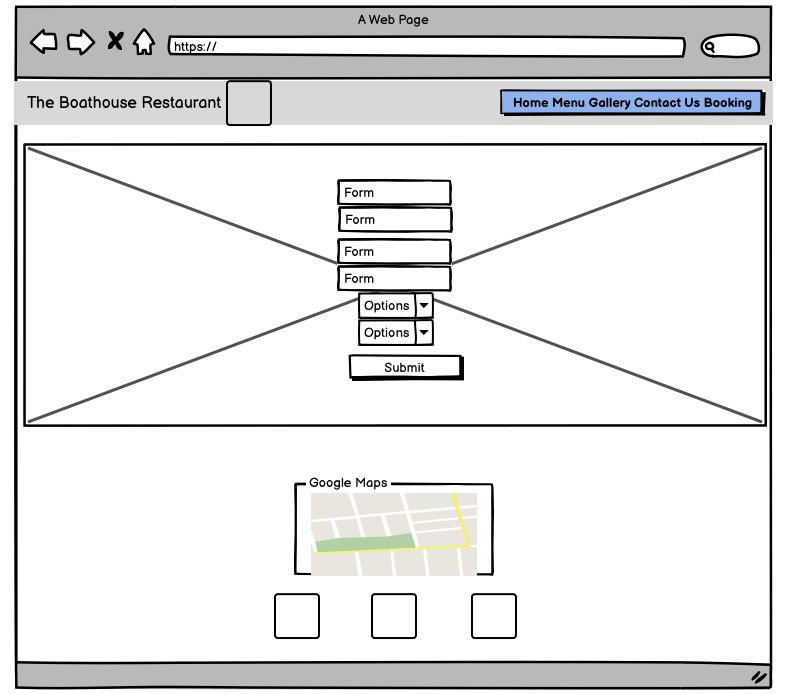 A Web Page
https://
The Boathouse Restaurant
Home Menu Gallery Contact Us Booking
Form
Form
Form
Form
Options
Options
Submit
Google Maps